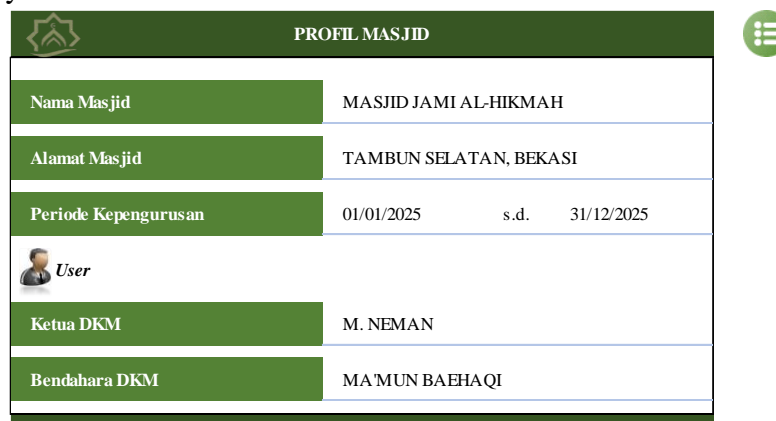 PROFIL MASJID
Nama Masjid MASJID JAMI AL-HIKMAH
Alamat Masjid TAMBUN SELATAN, BEKASI
Periode Kepengurusan 01/01/2025 s.d. 31/12/2025
User
Ketua DKM M. NEMAN
Bendahara DKM MA'MUN BAEHAQI